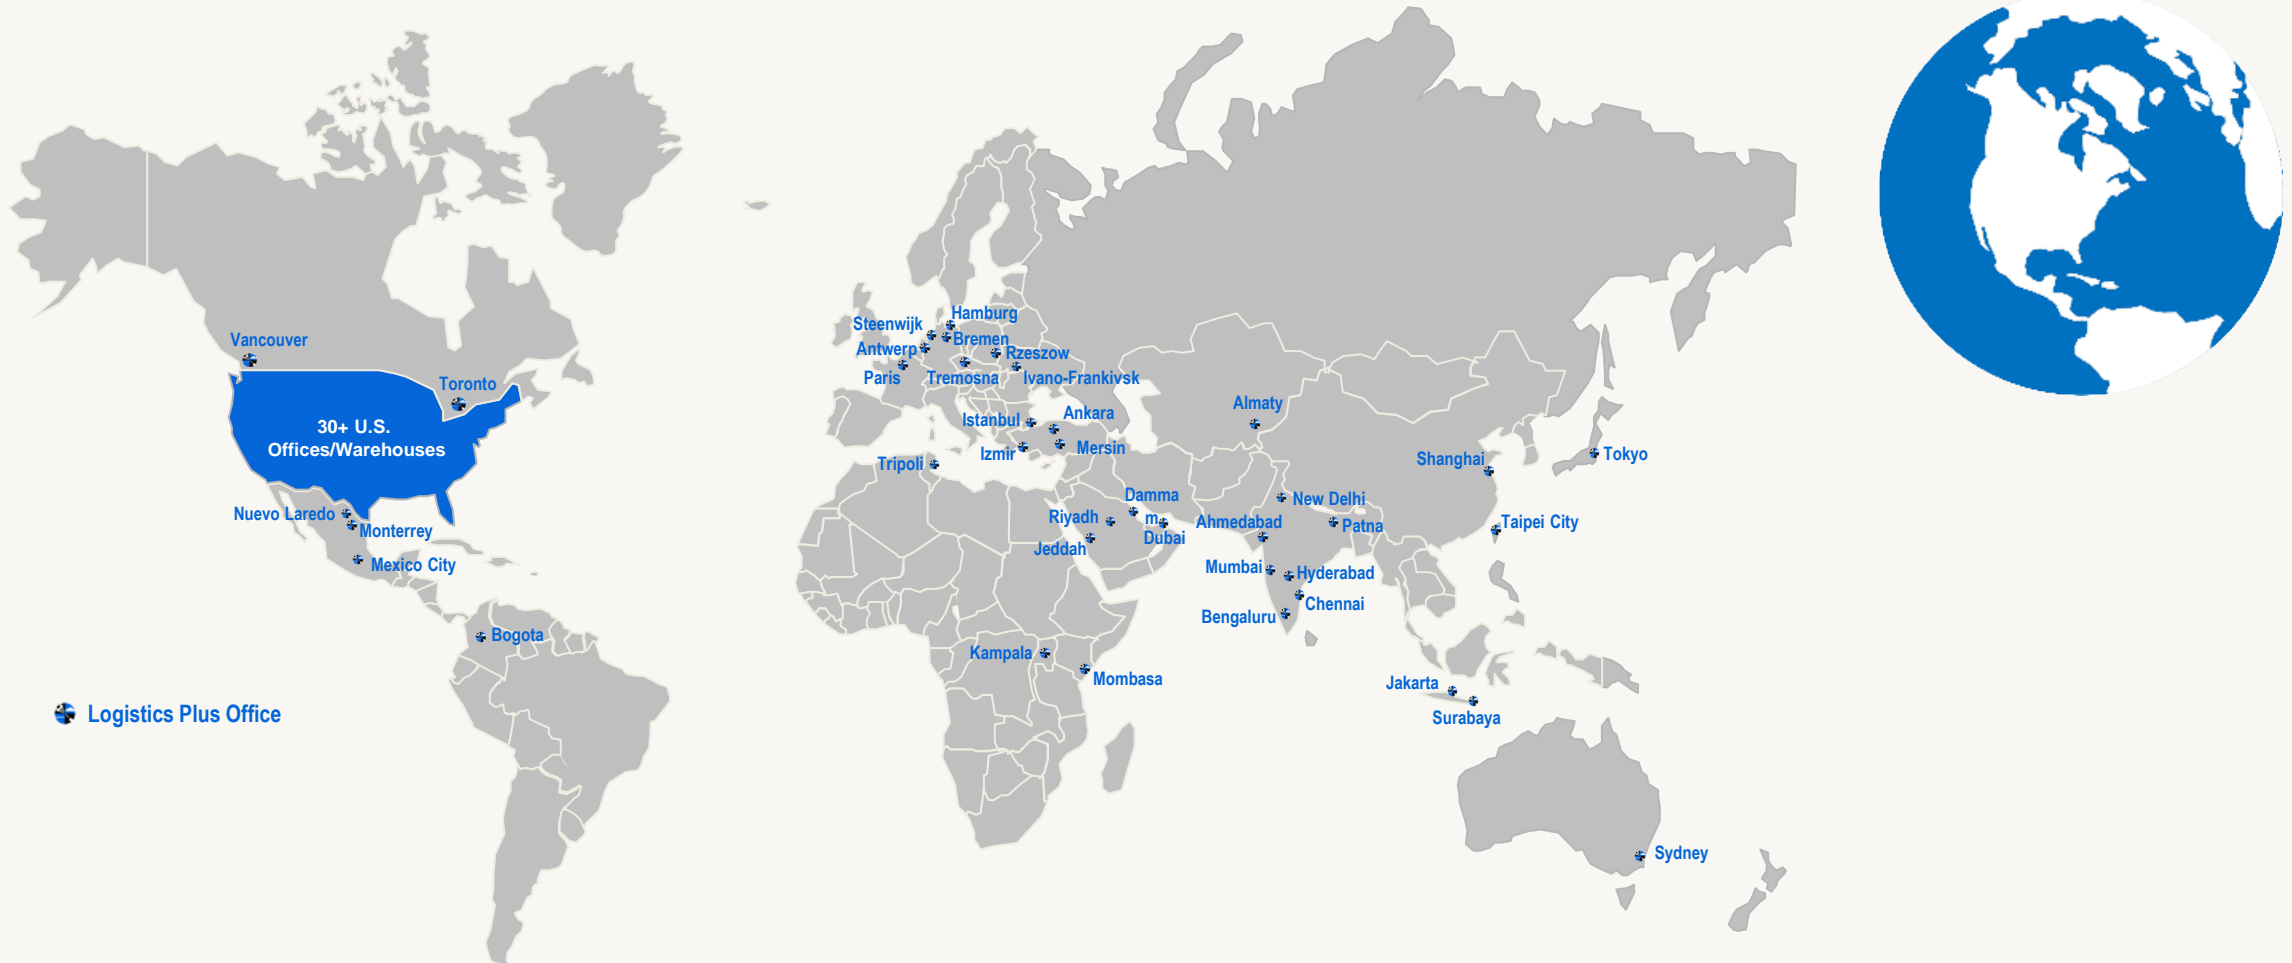 Vancouver
Toronto
30+ U.S.
Offices/Warehouses
Nuevo Laredo
Monterrey
Mexico City
Bogota
Logistics Plus Office
Hamburg
Steenwijk
Bremen
Antwerp
Rzeszow
Paris
Tremosna
Ivano-Frankivsk
Istanbul
Ankara
Izmir
Mersin
Tripoli
Almaty
Shanghai
Tokyo
Damma
m
Riyadh
Jeddah
Dubai
New Delhi
Ahmedabad
Patna
Taipei City
Mumbai
Hyderabad
Chennai
Bengaluru
Kampala
Mombasa
Jakarta
Surabaya
Sydney